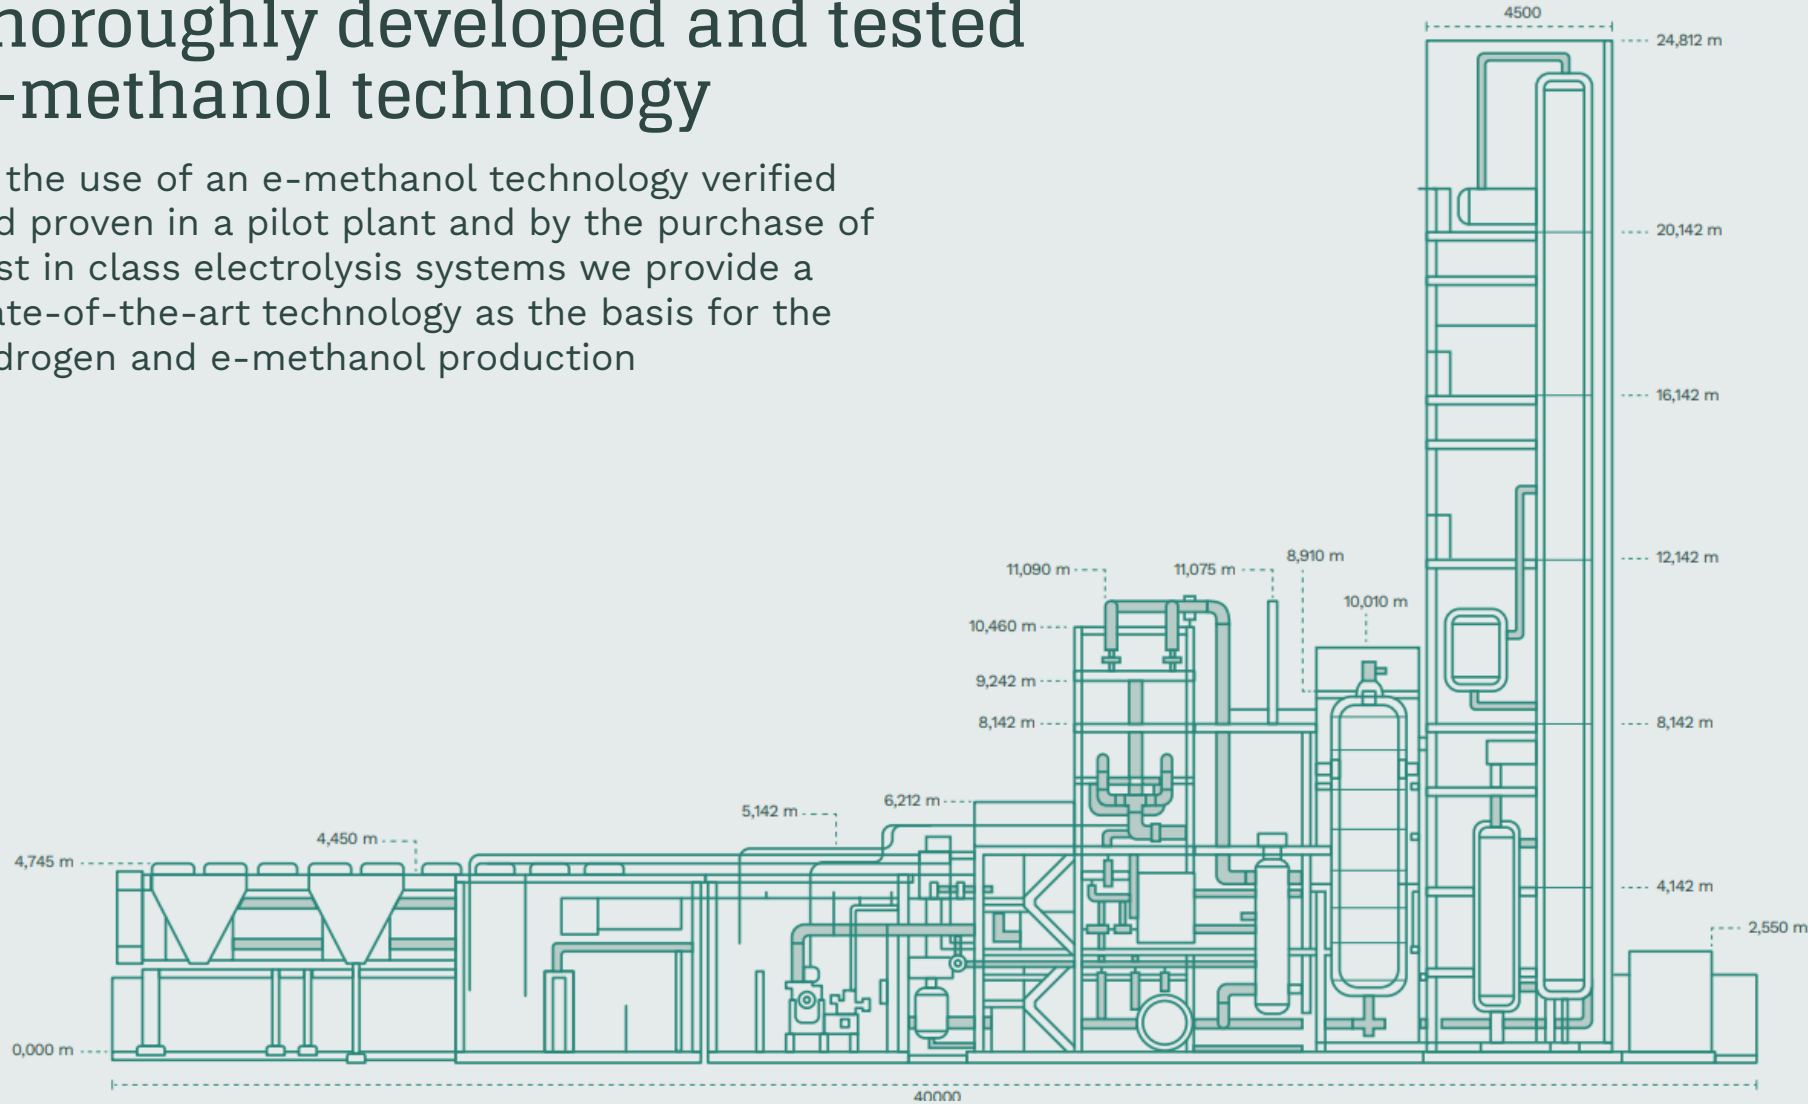 horoughly developed and tested
-methanol technology
the use of an e-methanol technology verified
d proven in a pilot plant and by the purchase of
st in class electrolysis systems we provide a
ate-of-the-art technology as the basis for the
drogen and e-methanol production
4500
24,812 m
20,142 m
16,142 m
12,142 m
8,910 m
11,090 m
11,075 m
10,010 m
10,460 m
9,242 m
8,142 m
8,142 m
6,212 m
5,142 m
4,450 m
4,745 m
4,142 m
2,550 m
0,000 m
40000